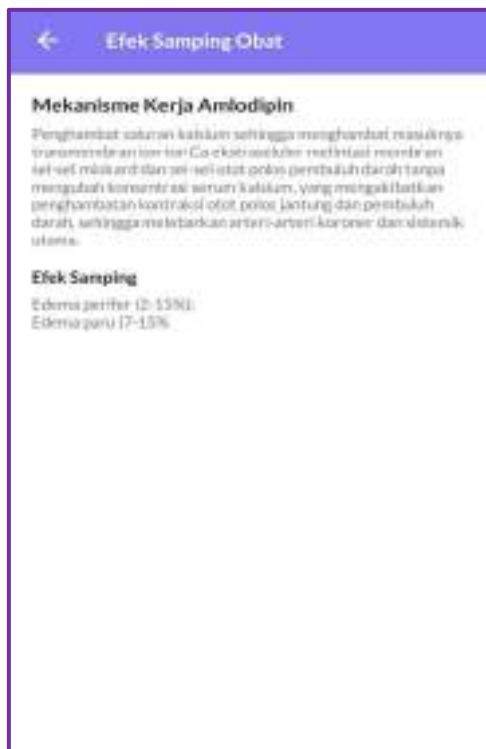 Efek Samping Obat
Mekanisme Kerja Amlodipin
Penghambat saluran kalsium sehingga menghambat masuknya
transmembran ion-ion Ca ekstraseluler melintasi membran
sel-sel miokard dan sel-sel otot polos pembuluh darah tanpa
mengubah konsentrasi serum kalsium, yang mengakibatkan
penghambatan kontraksi otot polos jantung dan pembuluh
darah, sehingga melebarkan arteri-arteri koroner dan sistemik
utama.
Efek Samping
Edema perifer (2-15%);
Edema paru (7-15%